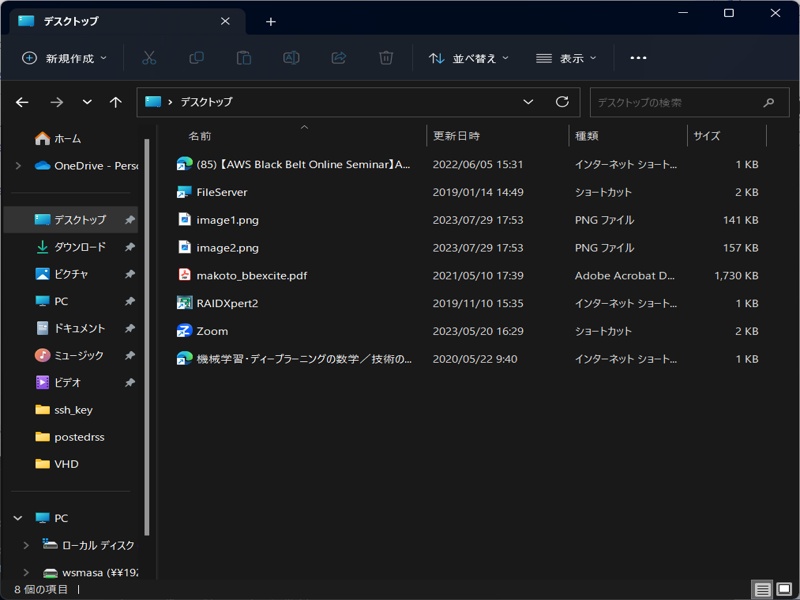 デスクトップ
新規作成
並べ替え
表示
デスクトップ
デスクトップの検索
名前 更新日時 種類 サイズ
ホーム
OneDrive - Perso
デスクトップ
ダウンロード
ピクチャ
PC
ドキュメント
ミュージック
ビデオ
ssh_key
postedrss
VHD
PC
ローカル ディスク
wsmasa (¥¥192
(85) 【AWS Black Belt Online Seminar】A... 2022/06/05 15:31 インターネット ショート... 1 KB
FileServer 2019/01/14 14:49 ショートカット 2 KB
image1.png 2023/07/29 17:53 PNG ファイル 141 KB
image2.png 2023/07/29 17:53 PNG ファイル 157 KB
makoto_bbexcite.pdf 2021/05/10 17:39 Adobe Acrobat D... 1,730 KB
RAIDXpert2 2019/11/10 15:35 インターネット ショート... 1 KB
Zoom 2023/05/20 16:29 ショートカット 2 KB
機械学習・ディープラーニングの数学／技術の... 2020/05/22 9:40 インターネット ショート... 1 KB
8 個の項目